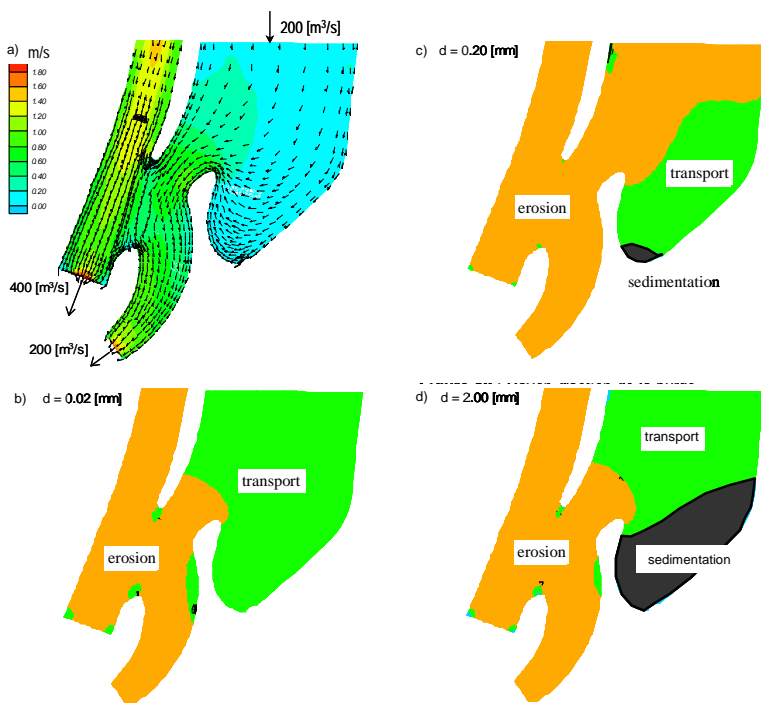 200 [m³/s]
a) m/s
1.80
1.60
1.40
1.20
1.00
0.80
0.60
0.40
0.20
0.00
400 [m³/s]
200 [m³/s]
c) d = 0.20 [mm]
transport
erosion
sedimentation
b) d = 0.02 [mm]
transport
erosion
d) d = 2.00 [mm]
transport
erosion
sedimentation